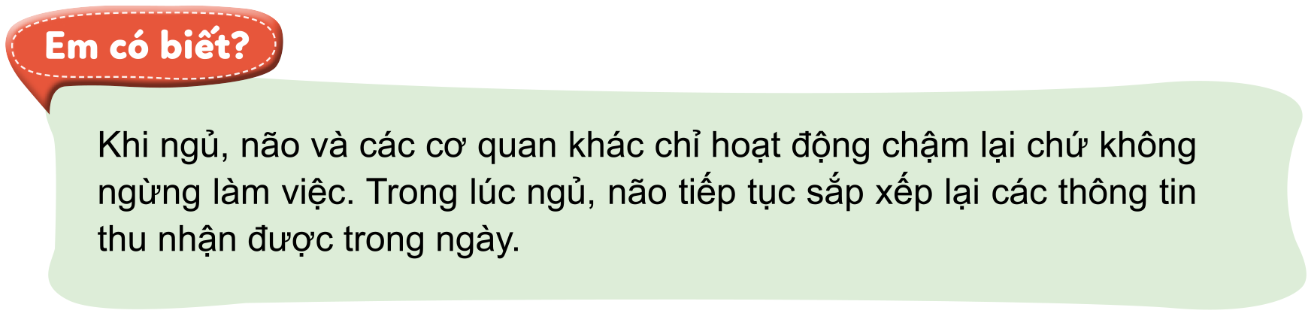 Em có biết?
Khi ngủ, não và các cơ quan khác chỉ hoạt động chậm lại chứ không
ngừng làm việc. Trong lúc ngủ, não tiếp tục sắp xếp lại các thông tin
thu nhận được trong ngày.